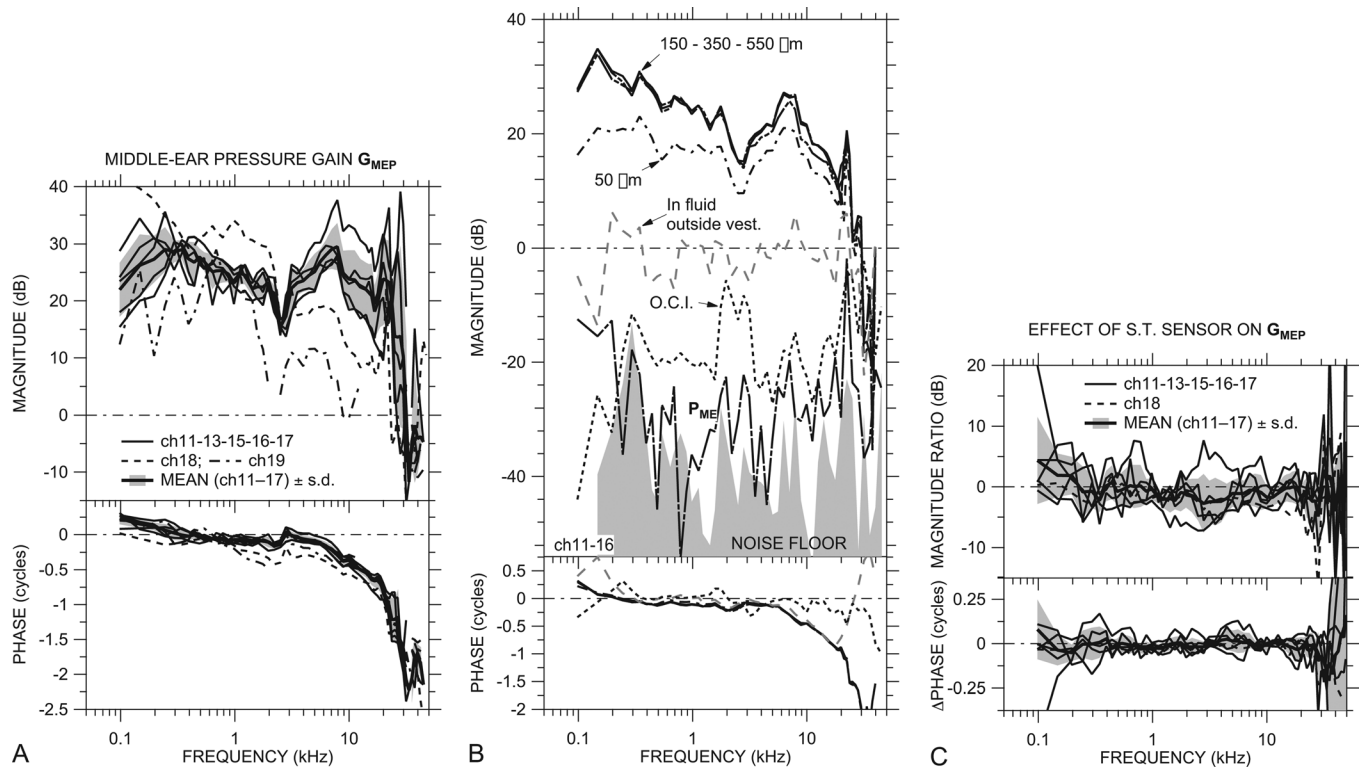 MIDDLE-EAR PRESSURE GAIN GMEP
40
30
20
10
0
-10
MAGNITUDE (dB)
ch11-13-15-16-17
ch18; ch19
MEAN (ch11–17) ± s.d.
0
-0.5
-1
-1.5
-2
-2.5
PHASE (cycles)
0.1
1
10
FREQUENCY (kHz)
A
40
20
0
-20
-40
MAGNITUDE (dB)
150 - 350 - 550 ▯m
50 ▯m
In fluid
outside vest.
O.C.I.
PME
ch11-16
NOISE FLOOR
0.5
0
-0.5
-1
-1.5
-2
PHASE (cycles)
0.1
1
10
FREQUENCY (kHz)
B
EFFECT OF S.T. SENSOR ON GMEP
20
10
0
-10
MAGNITUDE RATIO (dB)
ch11-13-15-16-17
ch18
MEAN (ch11–17) ± s.d.
0.25
0
-0.25
ΔPHASE (cycles)
0.1
1
10
FREQUENCY (kHz)
C